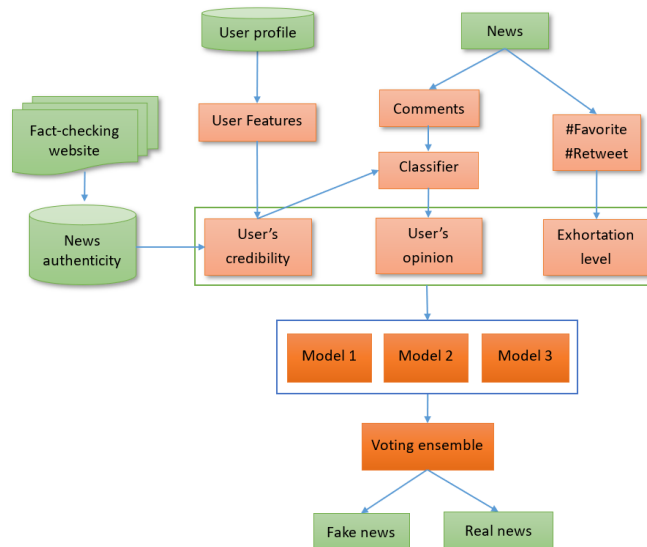 User profile
News
Fact-checking
website
User Features
Comments
#Favorite
#Retweet
Classifier
News
authenticity
User's
credibility
User's
opinion
Exhortation
level
Model 1
Model 2
Model 3
Voting ensemble
Fake news
Real news